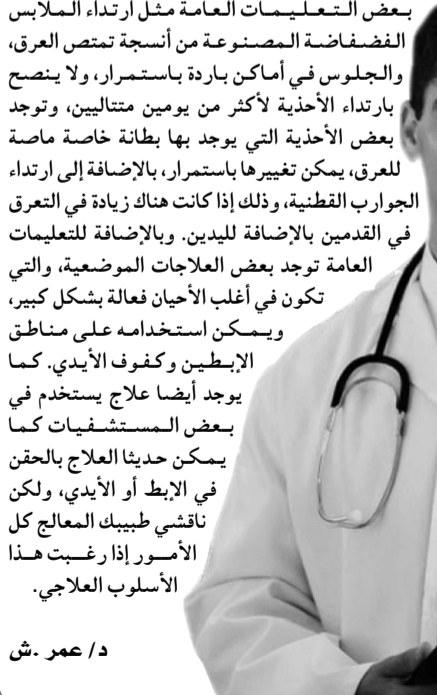 بعض التعليمات العامة مثل ارتداء الملابس
الفضفاضة المصنوعة من أنسجة تمتص العرق،
والجلوس في أماكن باردة باستمرار، ولا ينصح
بارتداء الأحذية لأكثر من يومين متتاليين، وتوجد
بعض الأحذية التي يوجد بها بطانة خاصة ماصة
للعرق، يمكن تغييرها باستمرار، بالإضافة إلى ارتداء
الجوارب القطنية، وذلك إذا كانت هناك زيادة في التعرق
في القدمين بالإضافة لليدين. وبالإضافة للتعليمات
العامة توجد بعض العلاجات الموضعية، والتي
تكون في أغلب الأحيان فعالة بشكل كبير،
ويمكن استخدامه على مناطق
الإبطين وكفوف الأيدي. كما
يوجد أيضا علاج يستخدم في
بعض المستشفيات كما
يمكن حديثا العلاج بالحقن
في الإبط أو الأيدي، ولكن
ناقشي طبيبك المعالج كل
الأمور إذا رغبت هذا
الأسلوب العلاجي.
د/ عمر .ش